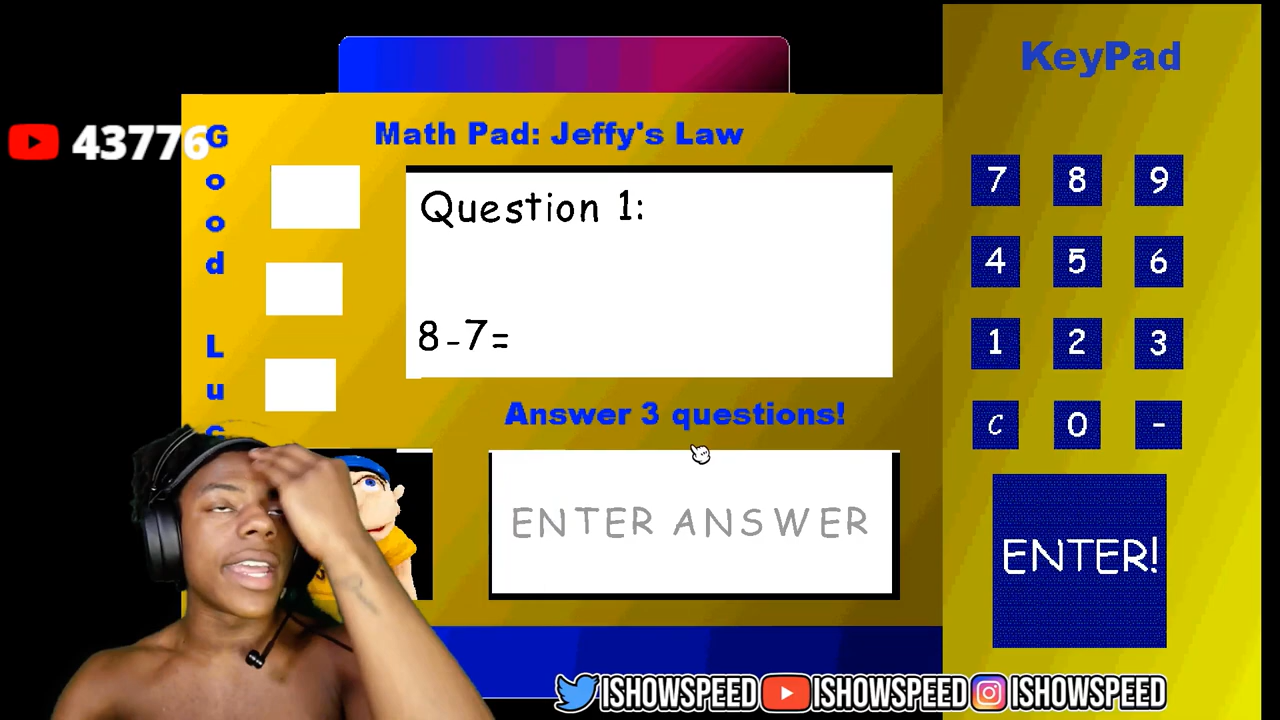 KeyPad
43776
Math Pad: Jeffy's Law
G
o
o
d
L
u
c
Question 1:
8-7=
Answer 3 questions!
ENTER ANSWER
7 8 9
4 5 6
1 2 3
C 0 -
ENTER!
ISHOWSPEED ISHOWSPEED ISHOWSPEED